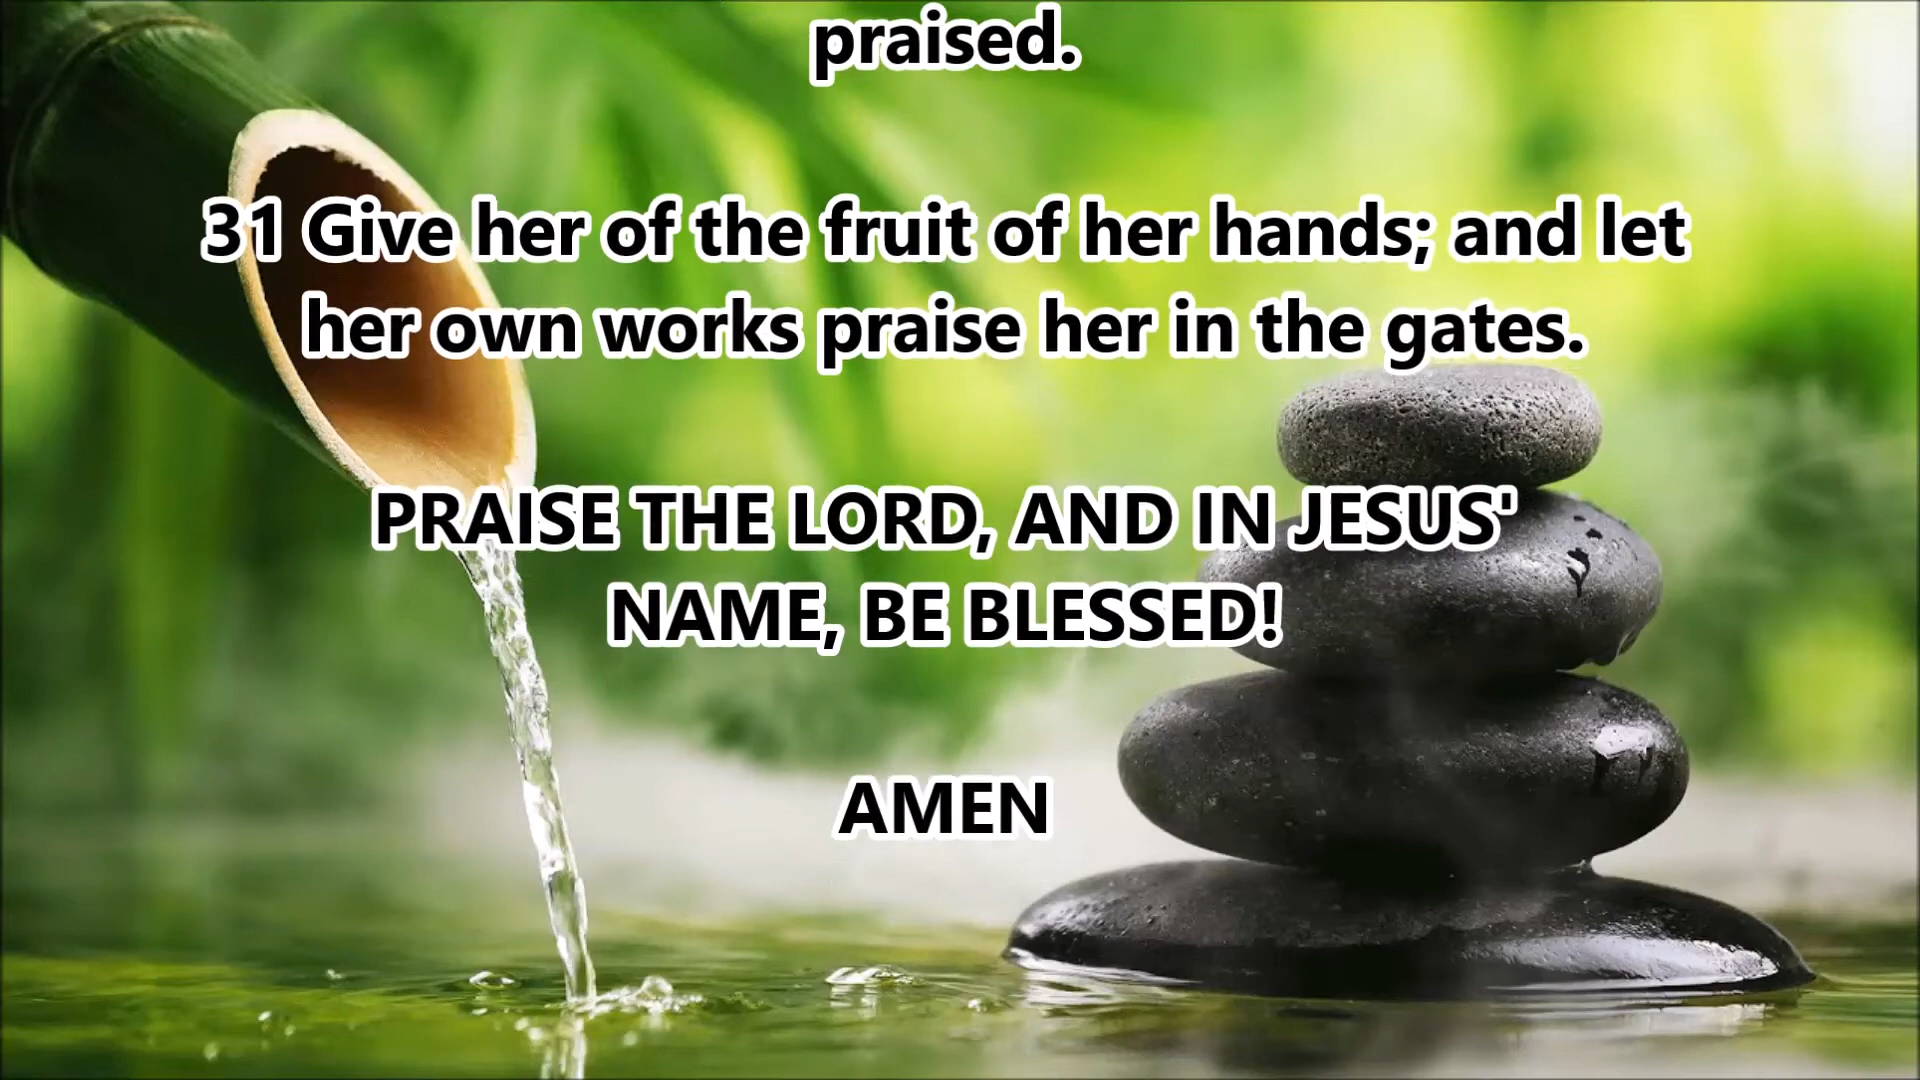 praised.
31 Give her of the fruit of her hands; and let
her own works praise her in the gates.
PRAISE THE LORD, AND IN JESUS'
NAME, BE BLESSED!
AMEN